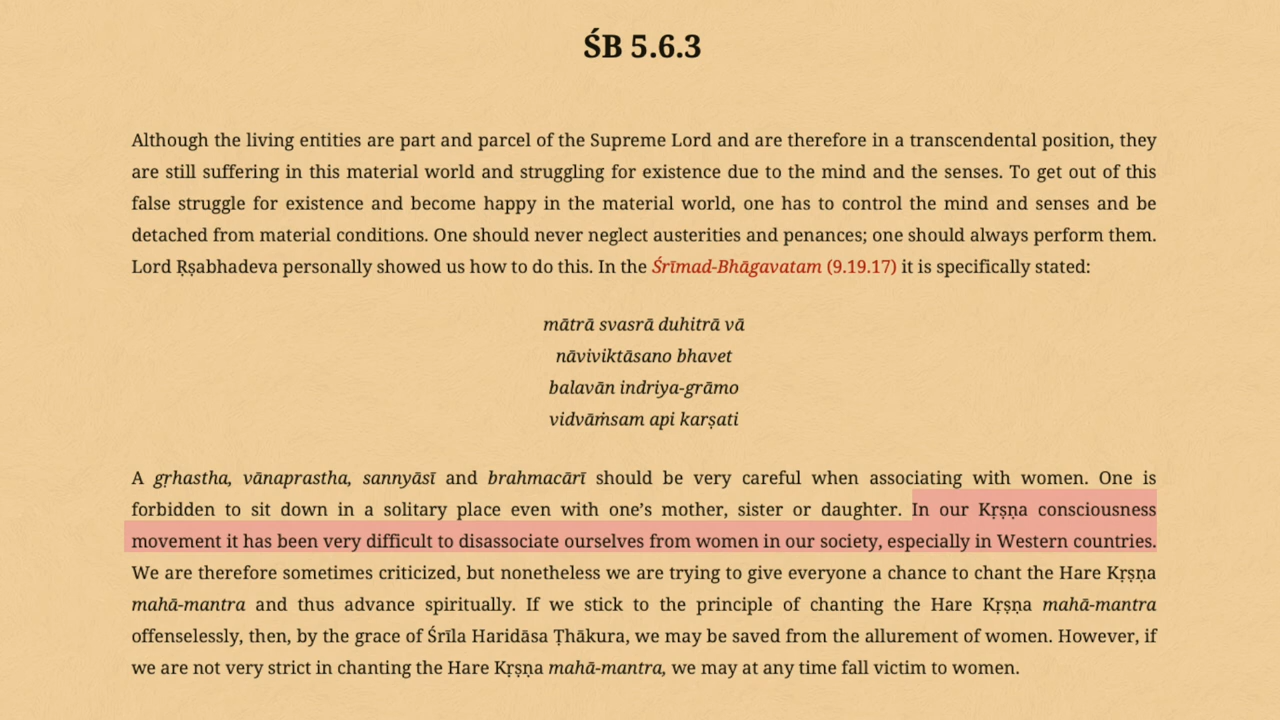 ŚB 5.6.3
Although the living entities are part and parcel of the Supreme Lord and are therefore in a transcendental position, they
are still suffering in this material world and struggling for existence due to the mind and the senses. To get out of this
false struggle for existence and become happy in the material world, one has to control the mind and senses and be
detached from material conditions. One should never neglect austerities and penances; one should always perform them.
Lord Ṛṣabhadeva personally showed us how to do this. In the Śrīmad-Bhāgavatam (9.19.17) it is specifically stated:
mātrā svasrā duhitrā vā
nāviviktāsano bhavet
balavān indriya-grāmo
vidvāṁsam api karṣati
A gṛhastha, vānaprastha, sannyāsī and brahmacārī should be very careful when associating with women. One is
forbidden to sit down in a solitary place even with one’s mother, sister or daughter. In our Kṛṣṇa consciousness
movement it has been very difficult to disassociate ourselves from women in our society, especially in Western countries.
We are therefore sometimes criticized, but nonetheless we are trying to give everyone a chance to chant the Hare Kṛṣṇa
mahā-mantra and thus advance spiritually. If we stick to the principle of chanting the Hare Kṛṣṇa mahā-mantra
offenselessly, then, by the grace of Śrīla Haridāsa Ṭhākura, we may be saved from the allurement of women. However, if
we are not very strict in chanting the Hare Kṛṣṇa mahā-mantra, we may at any time fall victim to women.